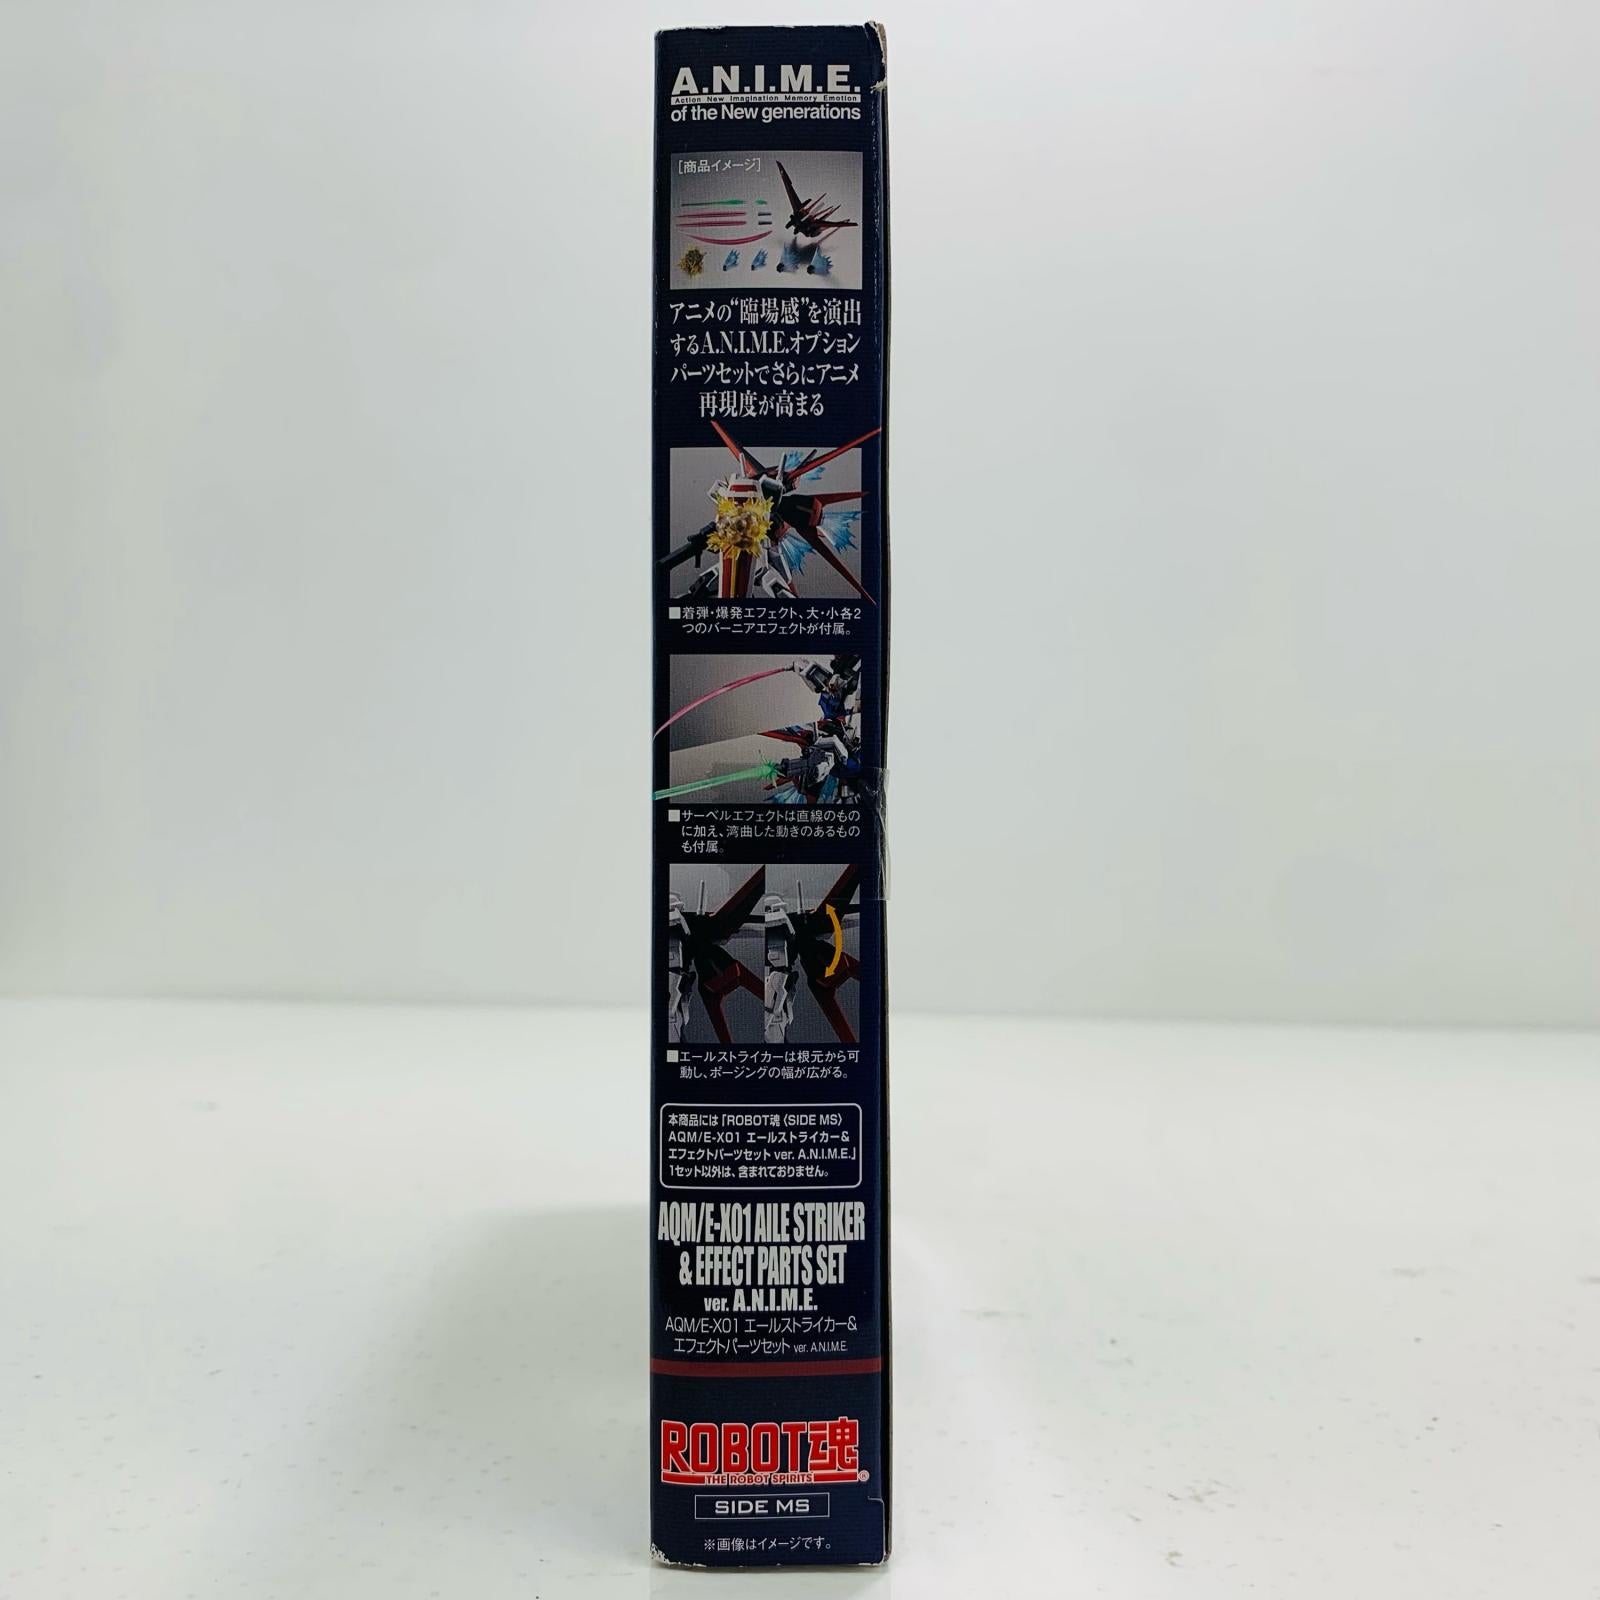 A.N.I.M.E.
Action New Imagination Memory Emotion
of the New generations
[商品イメージ]
アニメの“臨場感”を演出
するA.N.I.M.E.オプション
パーツセットでさらにアニメ
再現度が高まる
■着弾・爆発エフェクト、大・小各2
つのバーニアエフェクトが付属。
■サーベルエフェクトは直線のもの
に加え、湾曲した動きのあるもの
も付属。
■エールストライカーは根元から可
動し、ポージングの幅が広がる。
本商品には「ROBOT魂〈SIDE MS〉
AQM/E-X01 エールストライカー&
エフェクトパーツセット ver. A.N.I.M.E.」
1セット以外は、含まれておりません。
AQM/E-X01 AILE STRIKER
& EFFECT PARTS SET
ver. A.N.I.M.E.
AQM/E-X01 エールストライカー&
エフェクトパーツセット ver. A.N.I.M.E.
ROBOT魂
THE ROBOT SPIRITS ®
SIDE MS
※画像はイメージです。